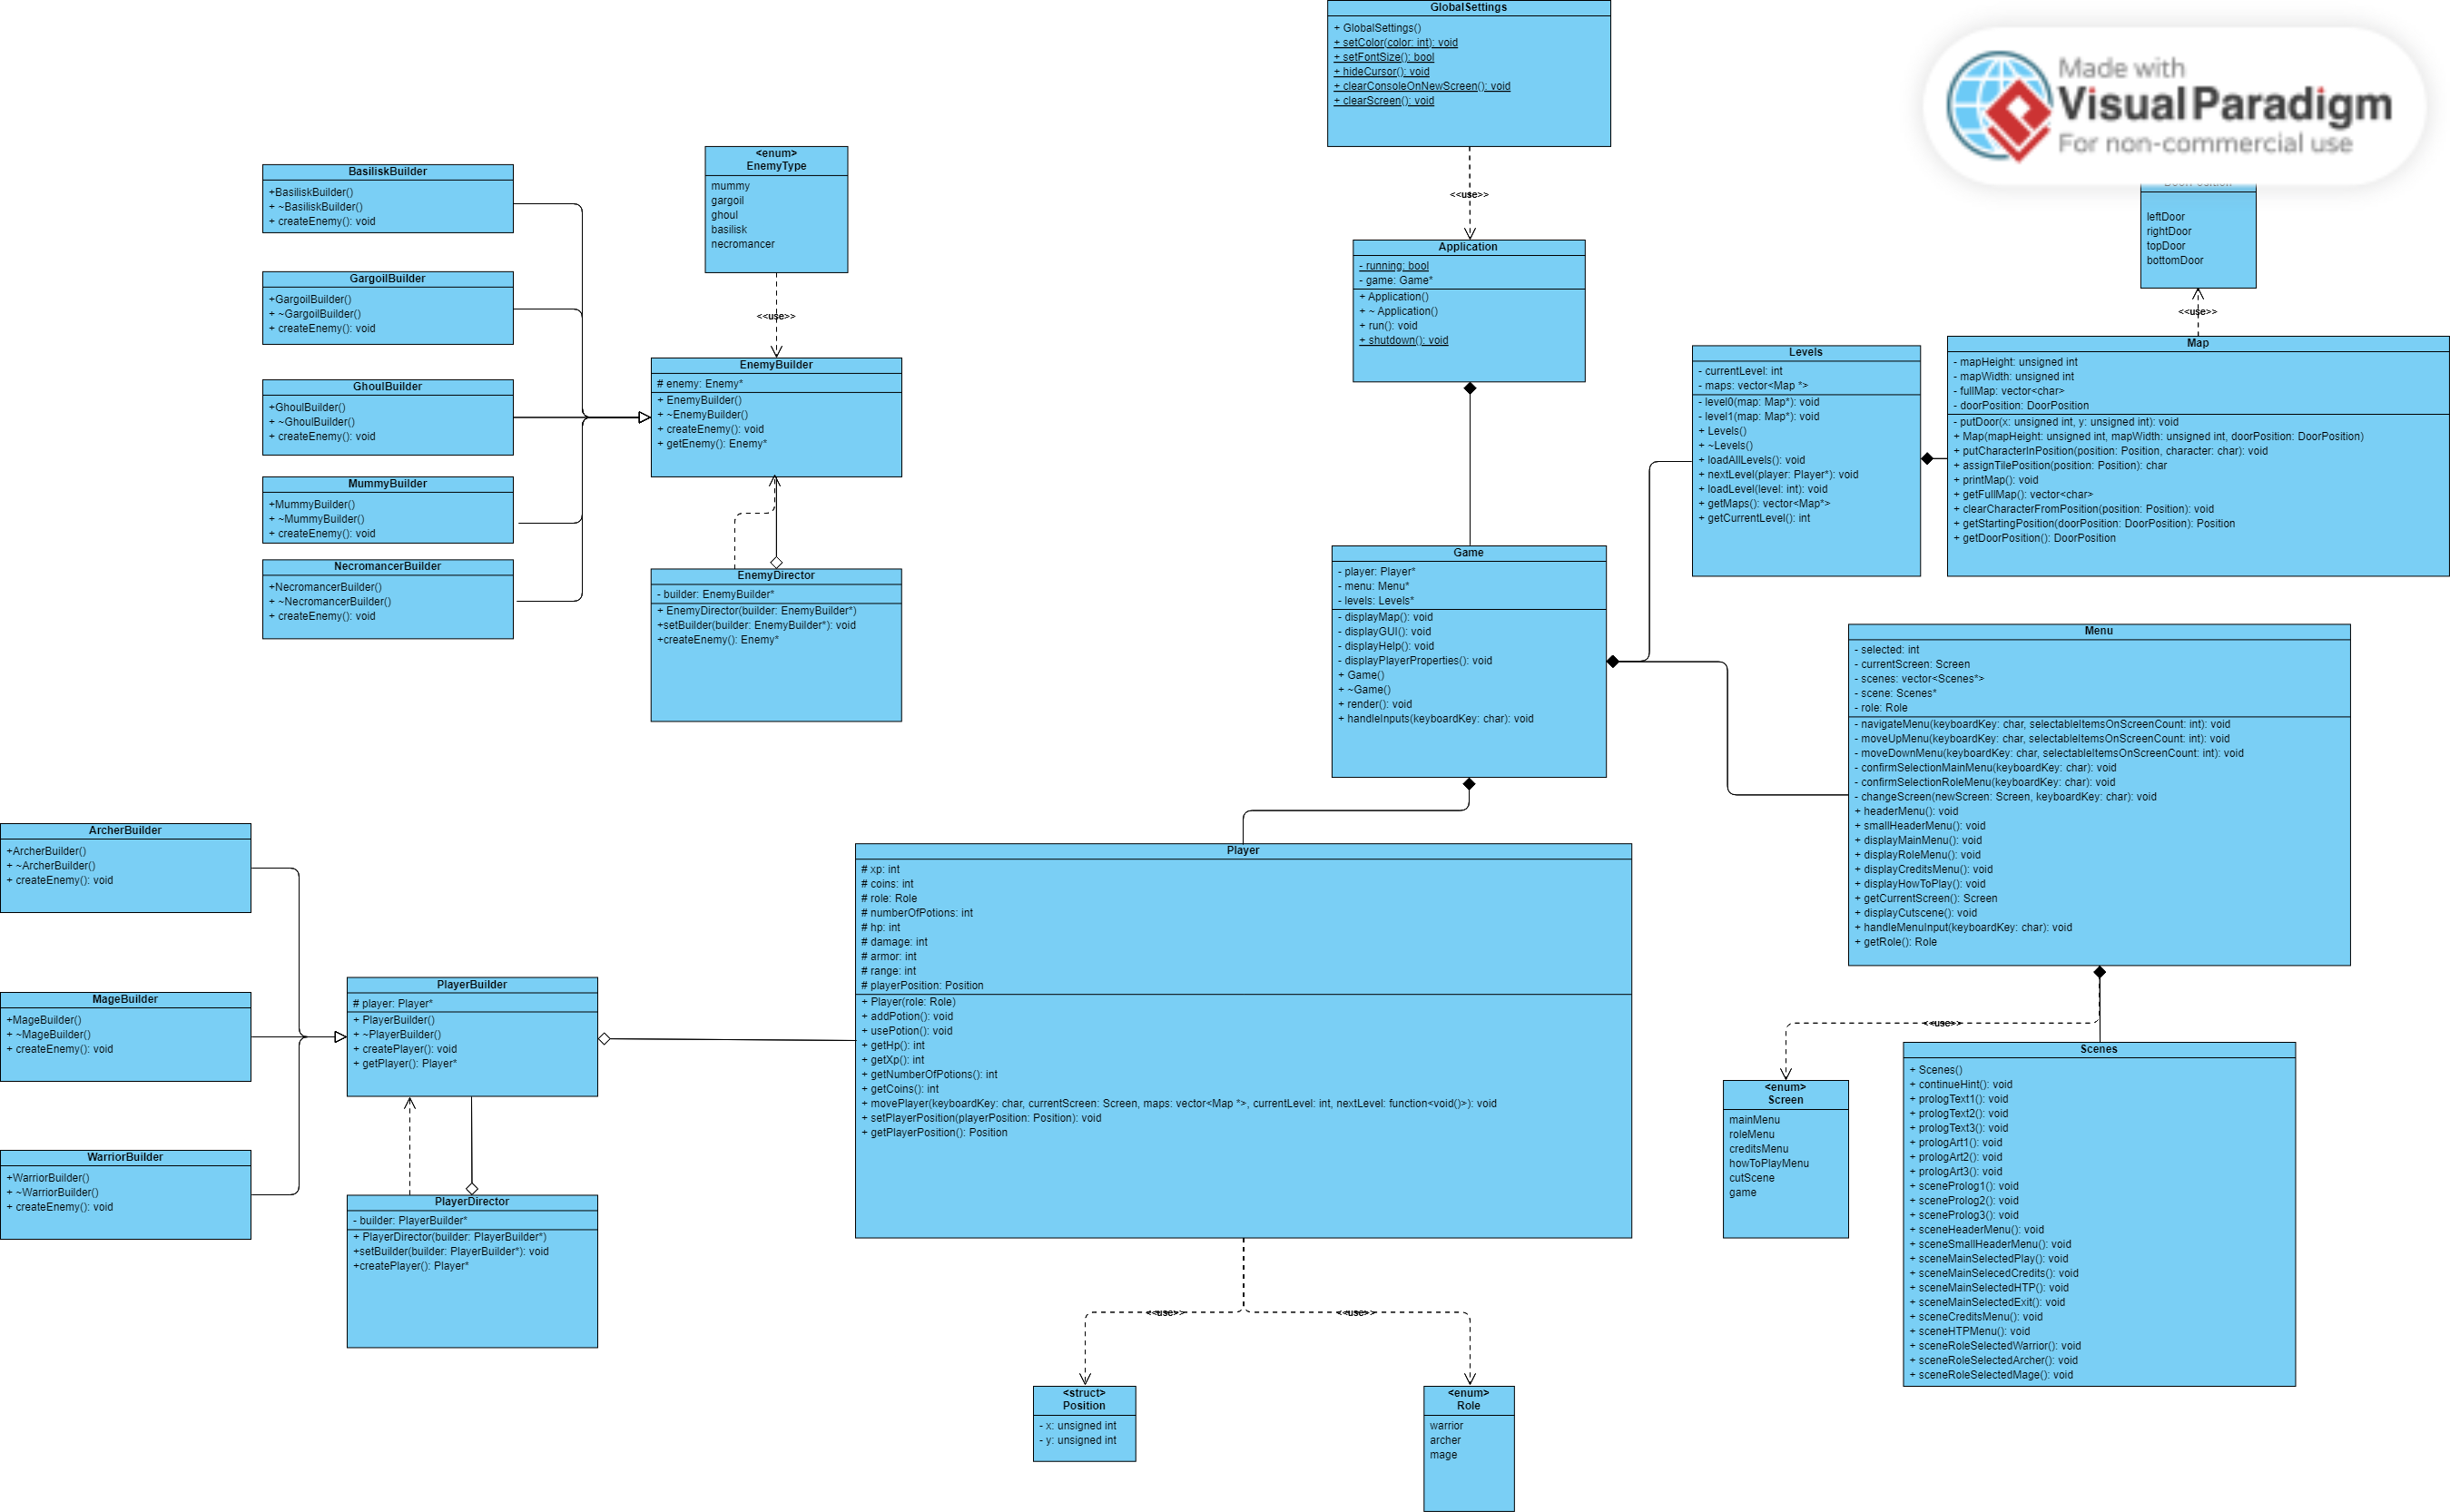 GlobalSettings
+ GlobalSettings()
+ setColor(color: int): void
+ setFontSize(): bool
+ hideCursor(): void
+ clearConsoleOnNewScreen(): void
+ clearScreen(): void
Made with
Visual Paradigm
For non-commercial use
<<use>>
<enum>
EnemyType
mummy
gargoil
ghoul
basilisk
necromancer
<<use>>
BasiliskBuilder
+BasiliskBuilder()
+ ~BasiliskBuilder()
+ createEnemy(): void
GargoilBuilder
+GargoilBuilder()
+ ~GargoilBuilder()
+ createEnemy(): void
GhoulBuilder
+GhoulBuilder()
+ ~GhoulBuilder()
+ createEnemy(): void
MummyBuilder
+MummyBuilder()
+ ~MummyBuilder()
+ createEnemy(): void
NecromancerBuilder
+NecromancerBuilder()
+ ~NecromancerBuilder()
+ createEnemy(): void
EnemyBuilder
# enemy: Enemy*
+ EnemyBuilder()
+ ~EnemyBuilder()
+ createEnemy(): void
+ getEnemy(): Enemy*
EnemyDirector
- builder: EnemyBuilder*
+ EnemyDirector(builder: EnemyBuilder*)
+setBuilder(builder: EnemyBuilder*): void
+createEnemy(): Enemy*
Application
- running: bool
- game: Game*
+ Application()
+ ~ Application()
+ run(): void
+ shutdown(): void
leftDoor
rightDoor
topDoor
bottomDoor
<<use>>
Levels
- currentLevel: int
- maps: vector<Map *>
- level0(map: Map*): void
- level1(map: Map*): void
+ Levels()
+ ~Levels()
+ loadAllLevels(): void
+ nextLevel(player: Player*): void
+ loadLevel(level: int): void
+ getMaps(): vector<Map*>
+ getCurrentLevel(): int
Map
- mapHeight: unsigned int
- mapWidth: unsigned int
- fullMap: vector<char>
- doorPosition: DoorPosition
- putDoor(x: unsigned int, y: unsigned int): void
+ Map(mapHeight: unsigned int, mapWidth: unsigned int, doorPosition: DoorPosition)
+ putCharacterInPosition(position: Position, character: char): void
+ assignTilePosition(position: Position): char
+ printMap(): void
+ getFullMap(): vector<char>
+ clearCharacterFromPosition(position: Position): void
+ getStartingPosition(doorPosition: DoorPosition): Position
+ getDoorPosition(): DoorPosition
Game
- player: Player*
- menu: Menu*
- levels: Levels*
- displayMap(): void
- displayGUI(): void
- displayHelp(): void
- displayPlayerProperties(): void
+ Game()
+ ~Game()
+ render(): void
+ handleInputs(keyboardKey: char): void
Menu
- selected: int
- currentScreen: Screen
- scenes: vector<Scenes*>
- scene: Scenes*
- role: Role
- navigateMenu(keyboardKey: char, selectableItemsOnScreenCount: int): void
- moveUpMenu(keyboardKey: char, selectableItemsOnScreenCount: int): void
- moveDownMenu(keyboardKey: char, selectableItemsOnScreenCount: int): void
- confirmSelectionMainMenu(keyboardKey: char): void
- confirmSelectionRoleMenu(keyboardKey: char): void
- changeScreen(newScreen: Screen, keyboardKey: char): void
+ headerMenu(): void
+ smallHeaderMenu(): void
+ displayMainMenu(): void
+ displayRoleMenu(): void
+ displayCreditsMenu(): void
+ displayHowToPlay(): void
+ getCurrentScreen(): Screen
+ displayCutscene(): void
+ handleMenuInput(keyboardKey: char): void
+ getRole(): Role
ArcherBuilder
+ArcherBuilder()
+ ~ArcherBuilder()
+ createEnemy(): void
MageBuilder
+MageBuilder()
+ ~MageBuilder()
+ createEnemy(): void
WarriorBuilder
+WarriorBuilder()
+ ~WarriorBuilder()
+ createEnemy(): void
PlayerBuilder
# player: Player*
+ PlayerBuilder()
+ ~PlayerBuilder()
+ createPlayer(): void
+ getPlayer(): Player*
PlayerDirector
- builder: PlayerBuilder*
+ PlayerDirector(builder: PlayerBuilder*)
+setBuilder(builder: PlayerBuilder*): void
+createPlayer(): Player*
Player
# xp: int
# coins: int
# role: Role
# numberOfPotions: int
# hp: int
# damage: int
# armor: int
# range: int
# playerPosition: Position
+ Player(role: Role)
+ addPotion(): void
+ usePotion(): void
+ getHp(): int
+ getXp(): int
+ getNumberOfPotions(): int
+ getCoins(): int
+ movePlayer(keyboardKey: char, currentScreen: Screen, maps: vector<Map *>, currentLevel: int, nextLevel: function<void()>): void
+ setPlayerPosition(playerPosition: Position): void
+ getPlayerPosition(): Position
<<use>>
<<use>>
<struct>
Position
- x: unsigned int
- y: unsigned int
<enum>
Role
warrior
archer
mage
<<use>>
<enum>
Screen
mainMenu
roleMenu
creditsMenu
howToPlayMenu
cutScene
game
Scenes
+ Scenes()
+ continueHint(): void
+ prologText1(): void
+ prologText2(): void
+ prologText3(): void
+ prologArt1(): void
+ prologArt2(): void
+ prologArt3(): void
+ sceneProlog1(): void
+ sceneProlog2(): void
+ sceneProlog3(): void
+ sceneHeaderMenu(): void
+ sceneSmallHeaderMenu(): void
+ sceneMainSelectedPlay(): void
+ sceneMainSelecedCredits(): void
+ sceneMainSelectedHTP(): void
+ sceneMainSelectedExit(): void
+ sceneCreditsMenu(): void
+ sceneHTPMenu(): void
+ sceneRoleSelectedWarrior(): void
+ sceneRoleSelectedArcher(): void
+ sceneRoleSelectedMage(): void